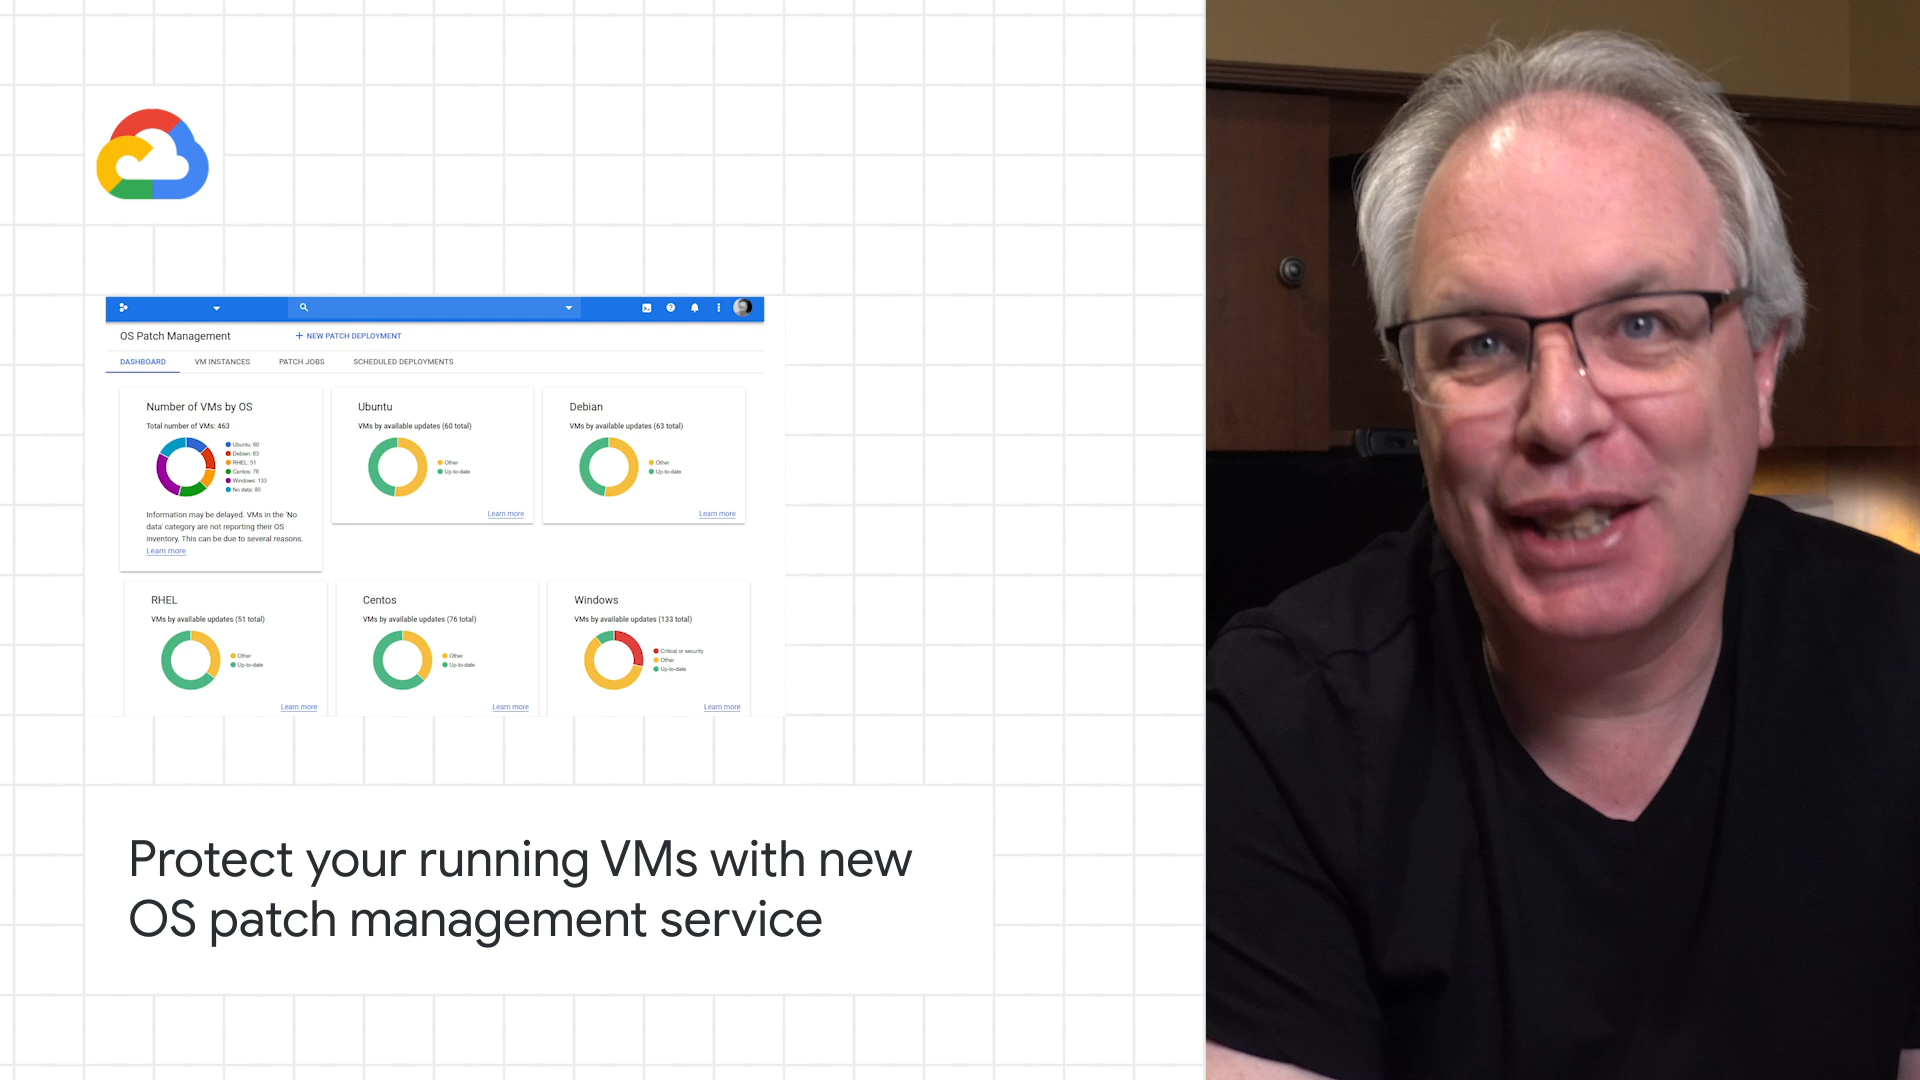 OS Patch Management
NEW PATCH DEPLOYMENT
DASHBOARD
VM INSTANCES
PATCH JOBS
SCHEDULED DEPLOYMENTS
Number of VMs by OS
Total number of VMs: 463
Ubuntu: 60
Debian: 63
RHEL: 51
Centos: 76
Windows: 133
No data: 80
Information may be delayed. VMs in the 'No
data' category are not reporting their OS
inventory. This can be due to several reasons.
Learn more
Ubuntu
VMs by available updates (60 total)
Other
Up-to-date
Learn more
Debian
VMs by available updates (63 total)
Other
Up-to-date
Learn more
RHEL
VMs by available updates (51 total)
Other
Up-to-date
Learn more
Centos
VMs by available updates (76 total)
Other
Up-to-date
Learn more
Windows
VMs by available updates (133 total)
Critical or security
Other
Up-to-date
Learn more
Protect your running VMs with new
OS patch management service